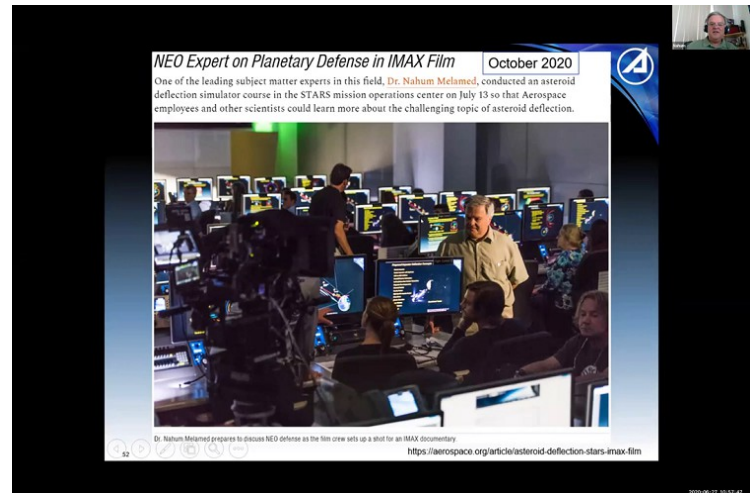 NEO Expert on Planetary Defense in IMAX Film
October 2020
One of the leading subject matter experts in this field, Dr. Nahum Melamed, conducted an asteroid
deflection simulator course in the STARS mission operations center on July 13 so that Aerospace
employees and other scientists could learn more about the challenging topic of asteroid deflection.
Dr. Nahum Melamed prepares to discuss NEO defense as the film crew sets up a shot for an IMAX documentary.
52
https://aerospace.org/article/asteroid-deflection-stars-imax-film